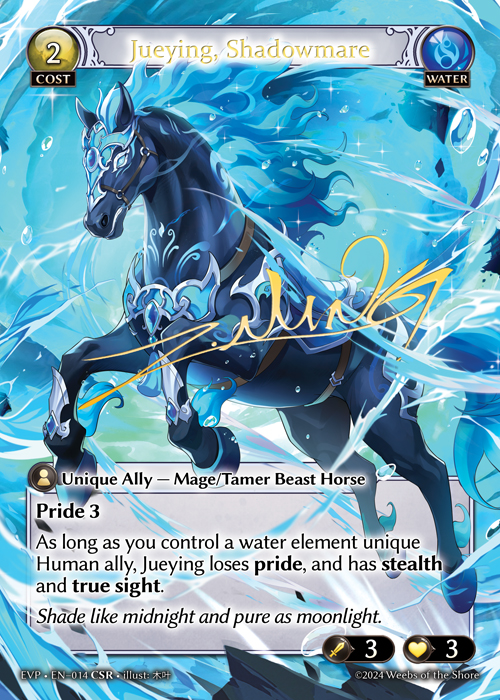 2
COST
Jueying, Shadowmare
WATER
Unique Ally — Mage/Tamer Beast Horse
Pride 3
As long as you control a water element unique
Human ally, Jueying loses pride, and has stealth
and true sight.
Shade like midnight and pure as moonlight.
3
3
EVP • EN-014 CSR • illust: 木叶
©2024 Weebs of the Shore